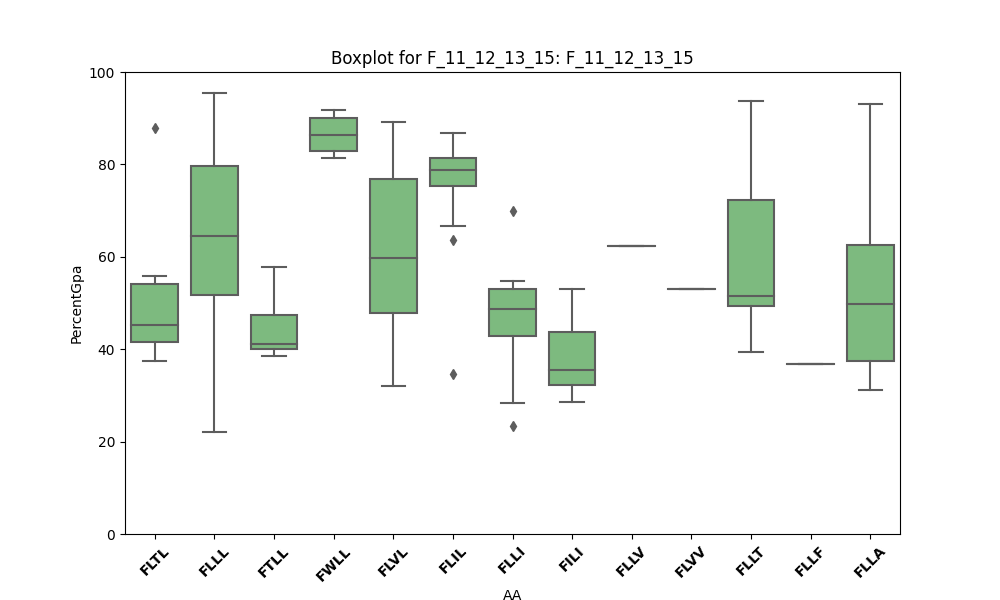 Boxplot for F_11_12_13_15: F_11_12_13_15
PercentGpa
100
80
60
40
20
0
FLTL FLLL FTLL FWLL FLVL FLIL FLLI FILI FLLV FLVV FLLT FLLF FLLA
AA